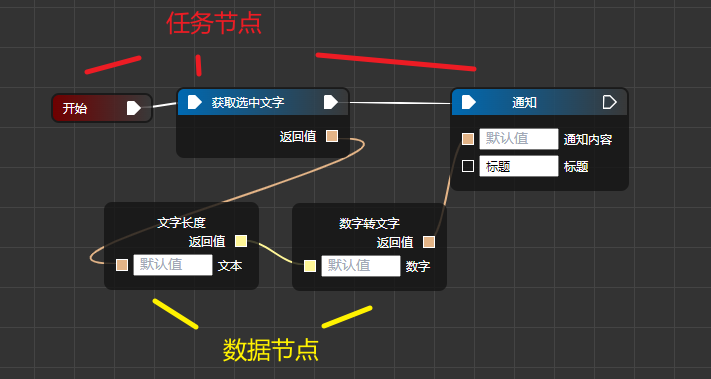 任务节点
开始
获取选中文字
返回值
通知
默认值 通知内容
标题 标题
文字长度
返回值
默认值 文本
数字转文字
返回值
默认值 数字
数据节点